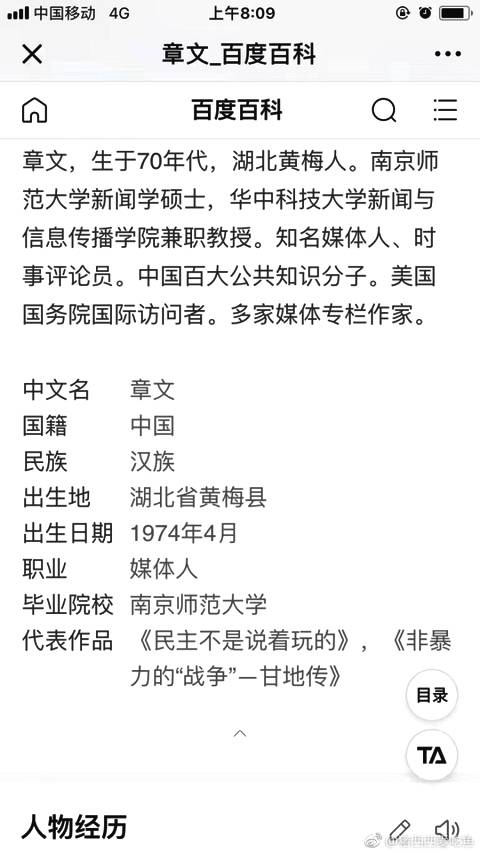 中国移动 4G 上午8:09
章文_百度百科
百度百科
章文，生于70年代，湖北黄梅人。南京师
范大学新闻学硕士，华中科技大学新闻与
信息传播学院兼职教授。知名媒体人、时
事评论员。中国百大公共知识分子。美国
国务院国际访问者。多家媒体专栏作家。
中文名 章文
国籍 中国
民族 汉族
出生地 湖北省黄梅县
出生日期 1974年4月
职业 媒体人
毕业院校 南京师范大学
代表作品 《民主不是说着玩的》，《非暴
力的“战争”—甘地传》
目录
TA
人物经历